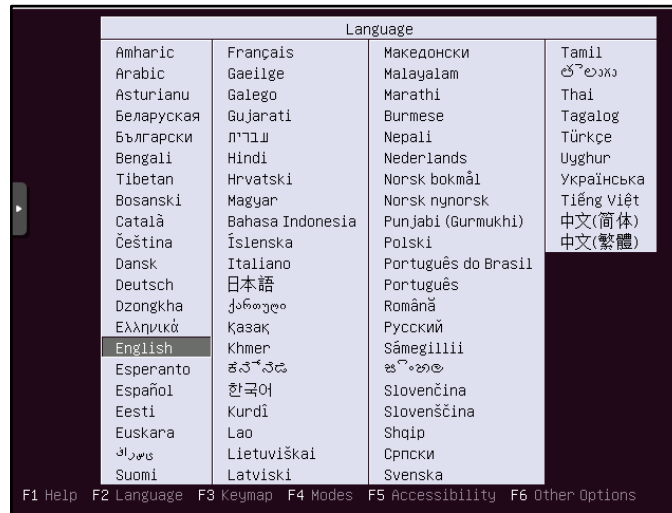 Language
Amharic
Arabic
Asturianu
Беларуская
Български
Bengali
Tibetan
Bosanski
Català
Čeština
Dansk
Deutsch
Dzongkha
Ελληνικά
English
Esperanto
Español
Eesti
Euskara
ﻰﺳرﺎﻓ
Suomi
Français
Gaeilge
Galego
Gujarati
תירבע
Hindi
Hrvatski
Magyar
Bahasa Indonesia
Íslenska
Italiano
日本語
ქართული
Қазақ
Khmer
ಕನ್ನಡ
한국어
Kurdî
Lao
Lietuviškai
Latviski
Македонски
Malayalam
Marathi
Burmese
Nepali
Nederlands
Norsk bokmål
Norsk nynorsk
Punjabi (Gurmukhi)
Polski
Português do Brasil
Português
Română
Русский
Sámegillii
සිංහල
Slovenčina
Slovenščina
Shqip
Српски
Svenska
Tamil
తెలుగు
Thai
Tagalog
Türkçe
Uyghur
Українська
Tiếng Việt
中文(简体)
中文(繁體)
F1 Help F2 Language F3 Keymap F4 Modes F5 Accessibility F6 Other Options